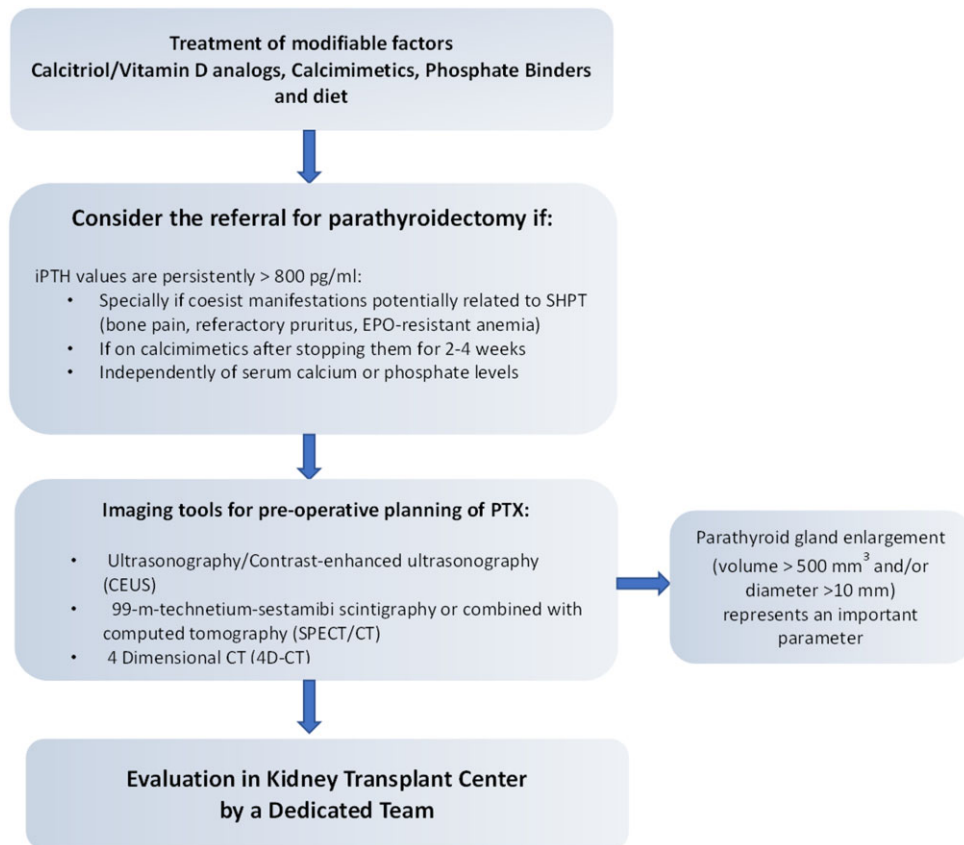 Treatment of modifiable factors
Calcitriol/Vitamin D analogs, Calcimimetics, Phosphate Binders
and diet
Consider the referral for parathyroidectomy if:
iPTH values are persistently > 800 pg/ml:
• Specially if coesist manifestations potentially related to SHPT
(bone pain, referactory pruritus, EPO-resistant anemia)
• If on calcimimetics after stopping them for 2-4 weeks
• Independently of serum calcium or phosphate levels
Imaging tools for pre-operative planning of PTX:
• Ultrasonography/Contrast-enhanced ultrasonography
(CEUS)
• 99-m-technetium-sestamibi scintigraphy or combined with
computed tomography (SPECT/CT)
• 4 Dimensional CT (4D-CT)
Parathyroid gland enlargement
(volume > 500 mm³ and/or
diameter >10 mm)
represents an important
parameter
Evaluation in Kidney Transplant Center
by a Dedicated Team